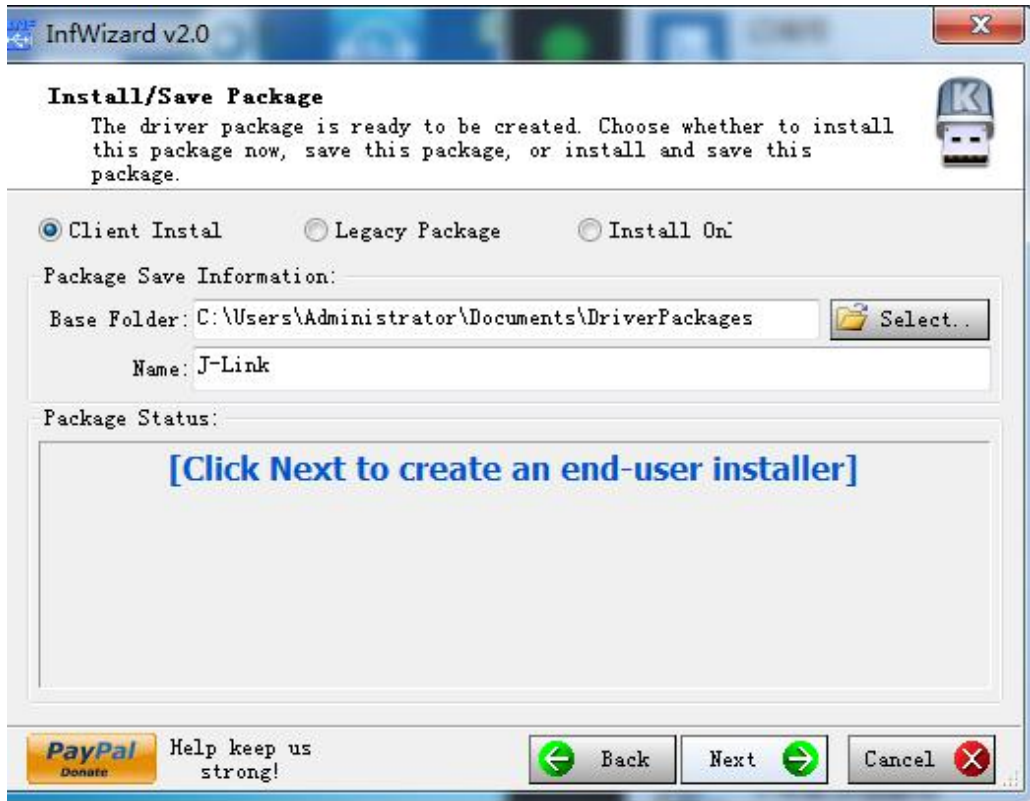 InfWizard v2.0
Install/Save Package
The driver package is ready to be created. Choose whether to install
this package now, save this package, or install and save this
package.
Client Instal
Legacy Package
Install On
Package Save Information:
Base Folder: C:\Users\Administrator\Documents\DriverPackages
Select..
Name: J-Link
Package Status:
[Click Next to create an end-user installer]
PayPal
Donate
Help keep us
strong!
Back
Next
Cancel